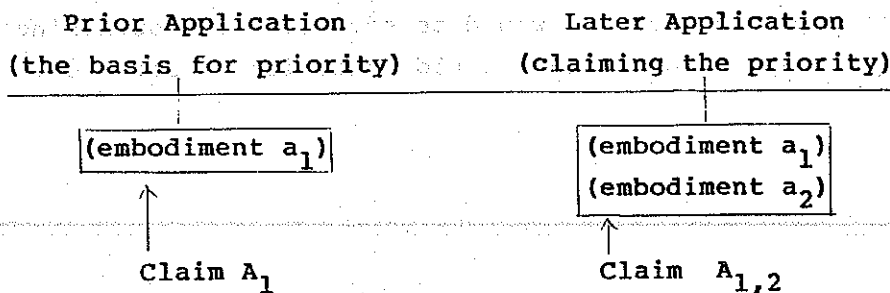 Prior Application Later Application
(the basis for priority) (claiming the priority)
(embodiment a1) (embodiment a1)
(embodiment a2)
Claim A1 Claim A1,2